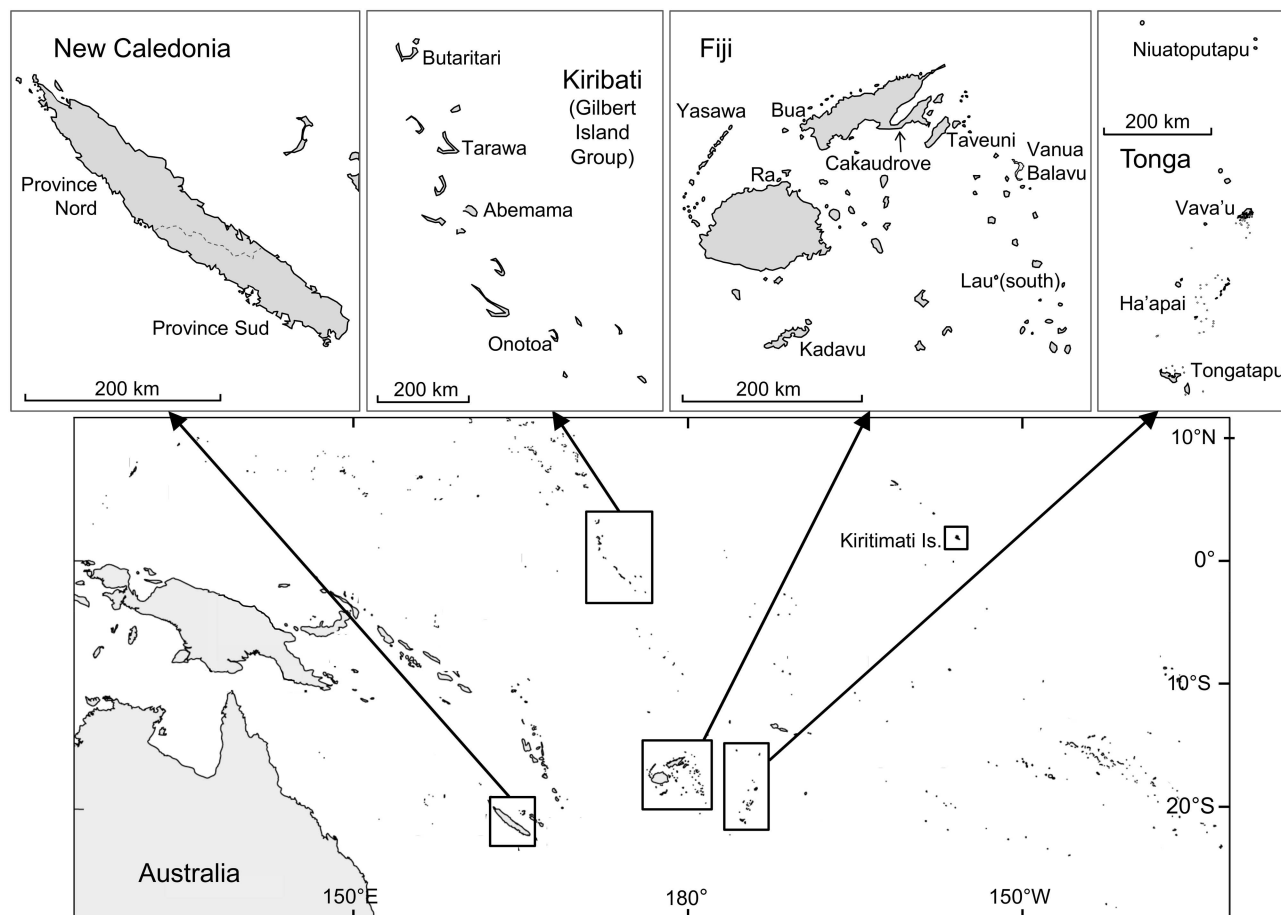 New Caledonia
Province
Nord
Province Sud
200 km
Butaritari
Kiribati
(Gilbert
Island
Group)
Tarawa
Abemama
Onotoa
200 km
Fiji
Yasawa
Bua
Taveuni
Cakaudrove
Vanua
Balavu
Ra
Lau (south)
Kadavu
200 km
Niuatoputapu
200 km
Tonga
Vava'u
Ha'apai
Tongatapu
10°N
Kiritimati Is.
0°
10°S
20°S
Australia
150°E
180°
150°W